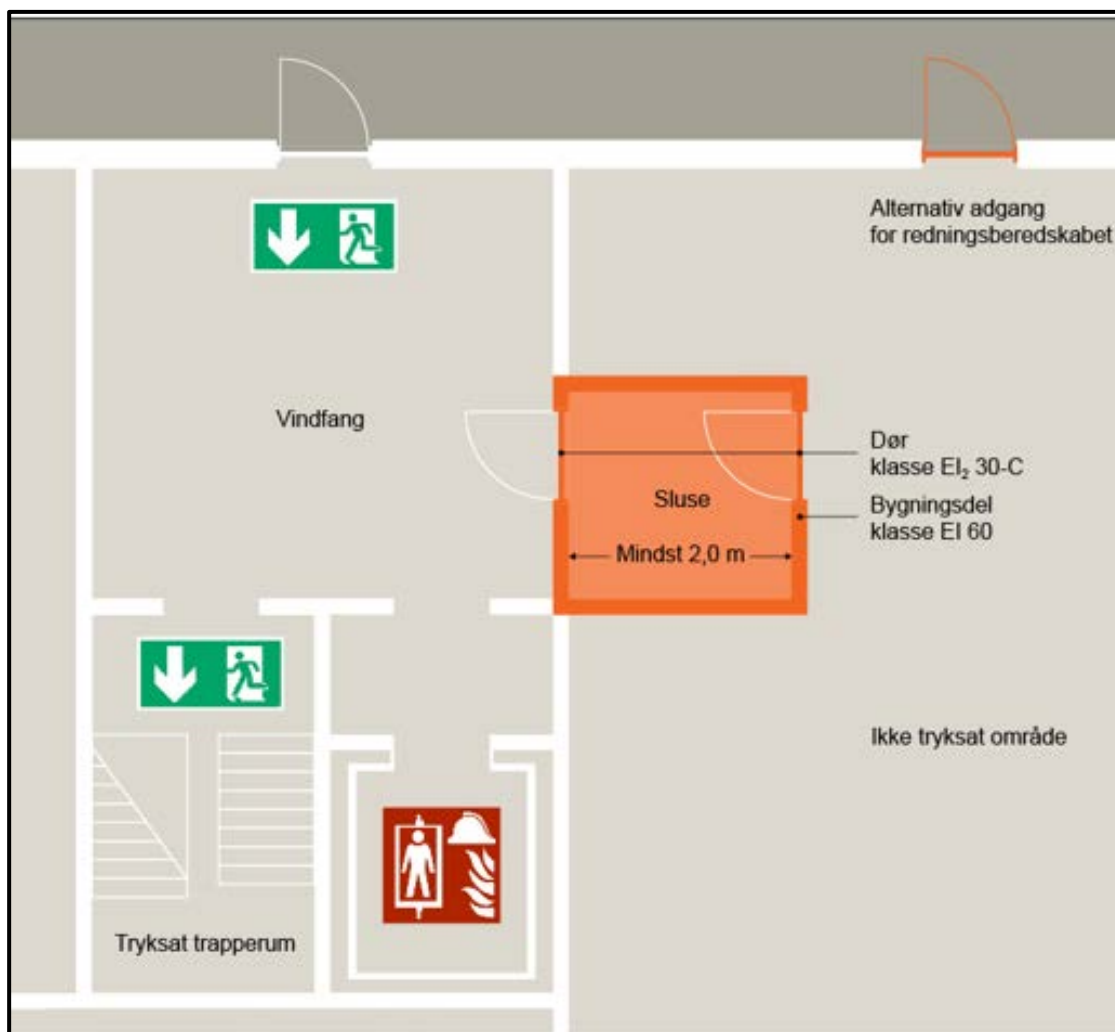 Alternativ adgang
for redningsberedskabet
Vindfang
Dør
klasse EI₂ 30-C
Sluse
Bygningsdel
klasse EI 60
Mindst 2,0 m
Ikke tryksat område
Tryksat trapperum